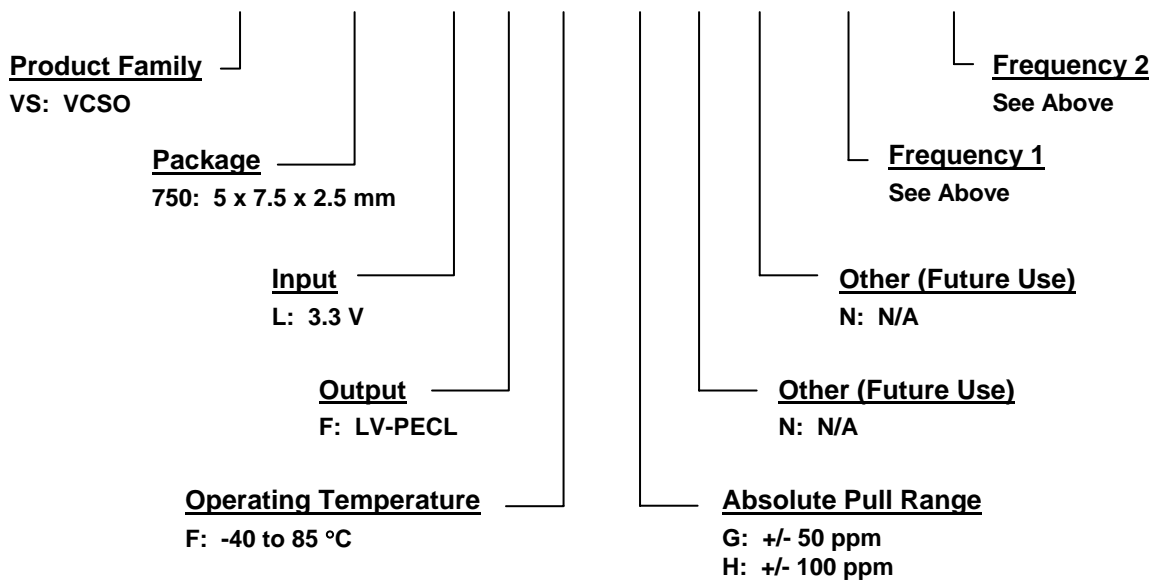 Product Family
VS: VCSO
Frequency 2
See Above
Package
750: 5 x 7.5 x 2.5 mm
Frequency 1
See Above
Input
L: 3.3 V
Other (Future Use)
N: N/A
Output
F: LV-PECL
Other (Future Use)
N: N/A
Operating Temperature
F: -40 to 85 °C
Absolute Pull Range
G: +/- 50 ppm
H: +/- 100 ppm